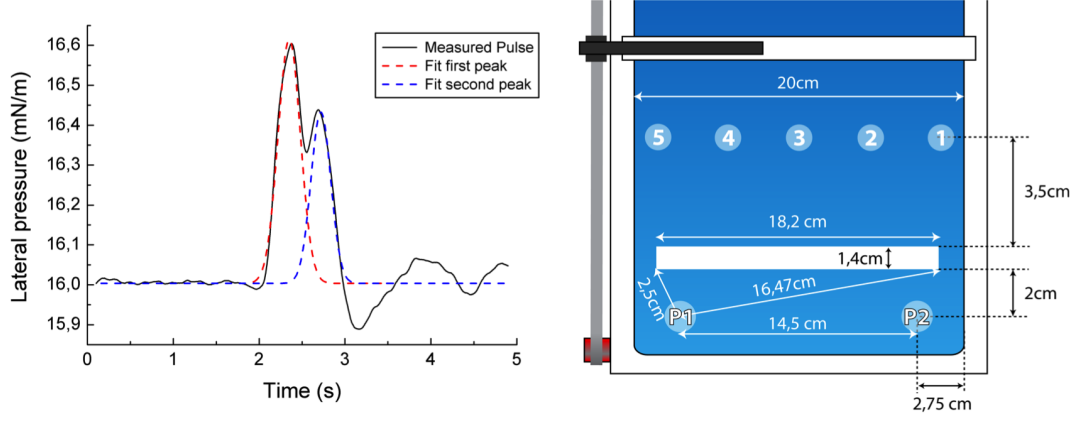 16,6
16,5
16,4
16,3
16,2
16,1
16,0
15,9
Lateral pressure (mN/m)
0 1 2 3 4 5
Time (s)
Measured Pulse
Fit first peak
Fit second peak
20cm
5 4 3 2 1
3,5cm
18,2 cm
1,4cm
2,5cm
16,47cm
2cm
P1
P2
14,5 cm
2,75 cm